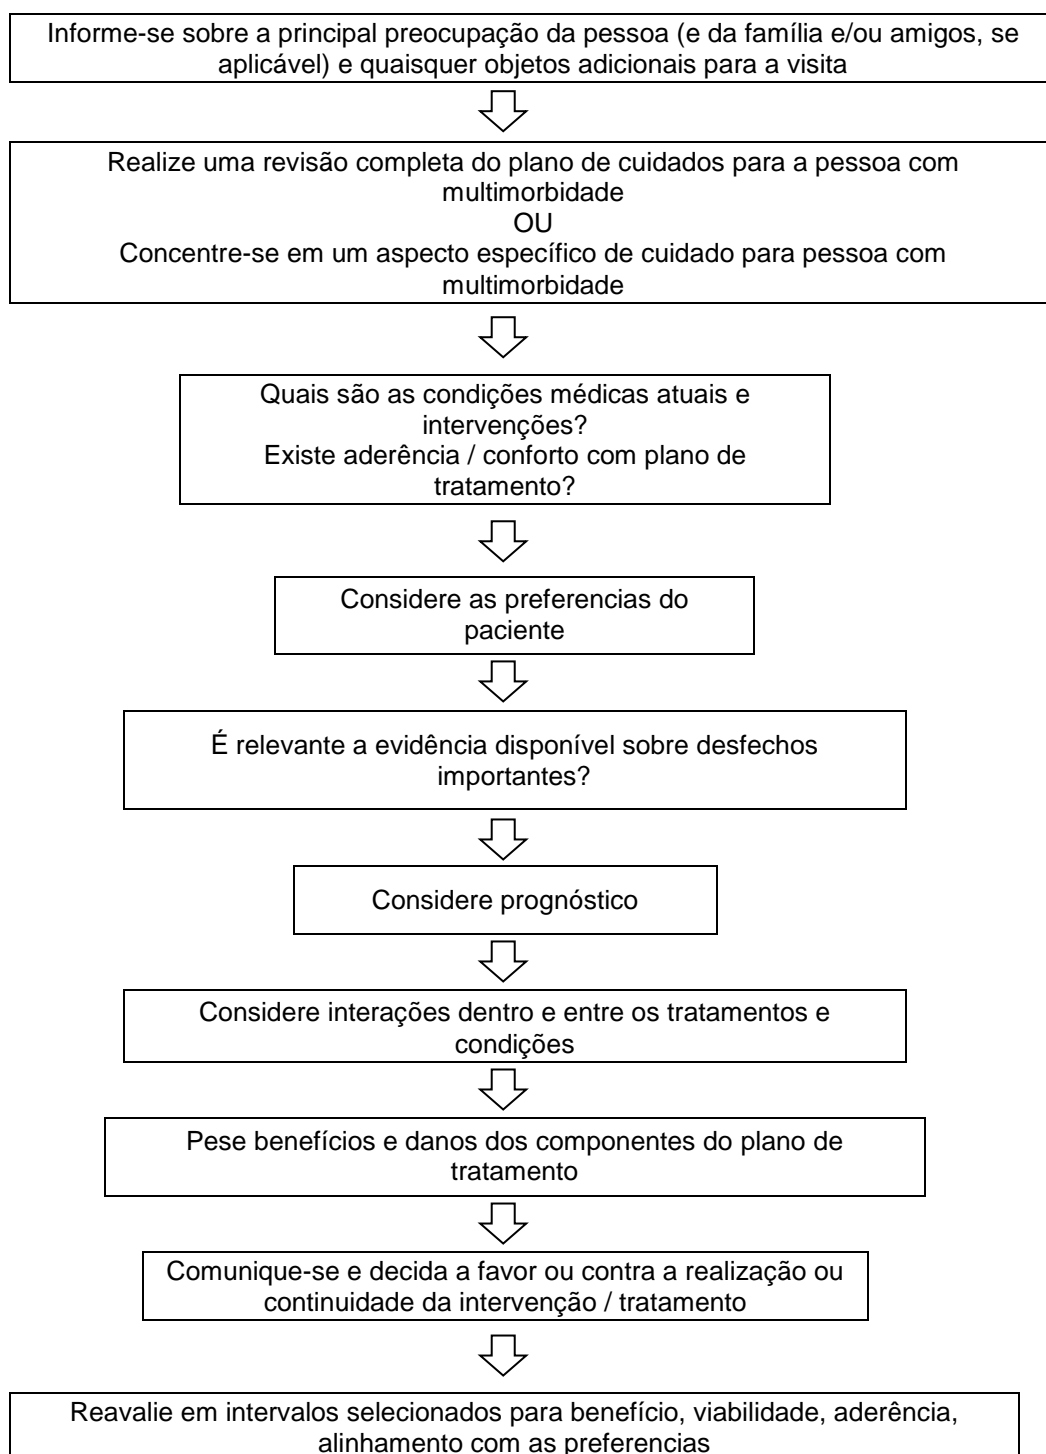 Informe-se sobre a principal preocupação da pessoa (e da família e/ou amigos, se
aplicável) e quaisquer objetos adicionais para a visita
Realize uma revisão completa do plano de cuidados para a pessoa com
multimorbidade
OU
Concentre-se em um aspecto específico de cuidado para pessoa com
multimorbidade
Quais são as condições médicas atuais e
intervenções?
Existe aderência / conforto com plano de
tratamento?
Considere as preferencias do
paciente
É relevante a evidência disponível sobre desfechos
importantes?
Considere prognóstico
Considere interações dentro e entre os tratamentos e
condições
Pese benefícios e danos dos componentes do plano de
tratamento
Comunique-se e decida a favor ou contra a realização ou
continuidade da intervenção / tratamento
Reavalie em intervalos selecionados para benefício, viabilidade, aderência,
alinhamento com as preferencias